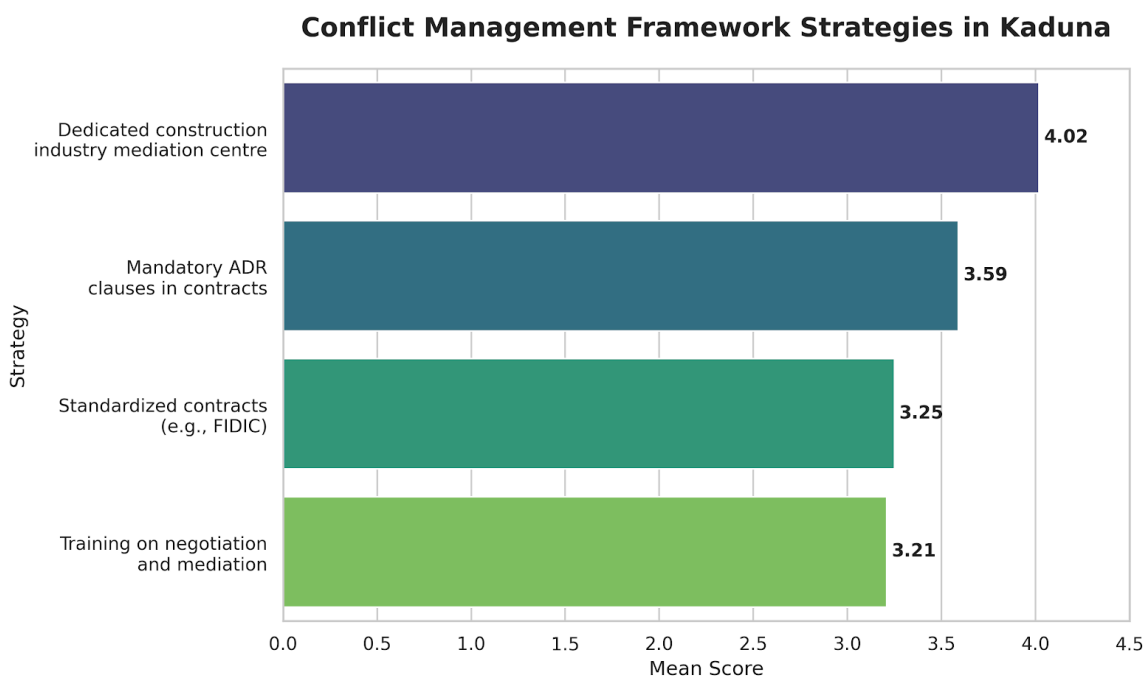 Conflict Management Framework Strategies in Kaduna
Strategy
Dedicated construction
industry mediation centre
4.02
Mandatory ADR
clauses in contracts
3.59
Standardized contracts
(e.g., FIDIC)
3.25
Training on negotiation
and mediation
3.21
0.0 0.5 1.0 1.5 2.0 2.5 3.0 3.5 4.0 4.5
Mean Score